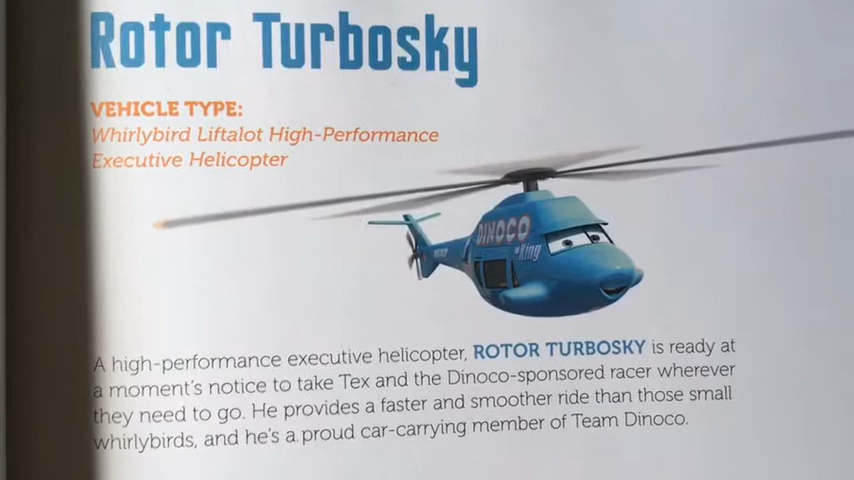 Rotor Turbosky
VEHICLE TYPE:
Whirlybird Liftalot High-Performance
Executive Helicopter
DINOCO
the King
A high-performance executive helicopter, ROTOR TURBOSKY is ready at
a moment's notice to take Tex and the Dinoco-sponsored racer wherever
they need to go. He provides a faster and smoother ride than those small
whirlybirds, and he's a proud car-carrying member of Team Dinoco.